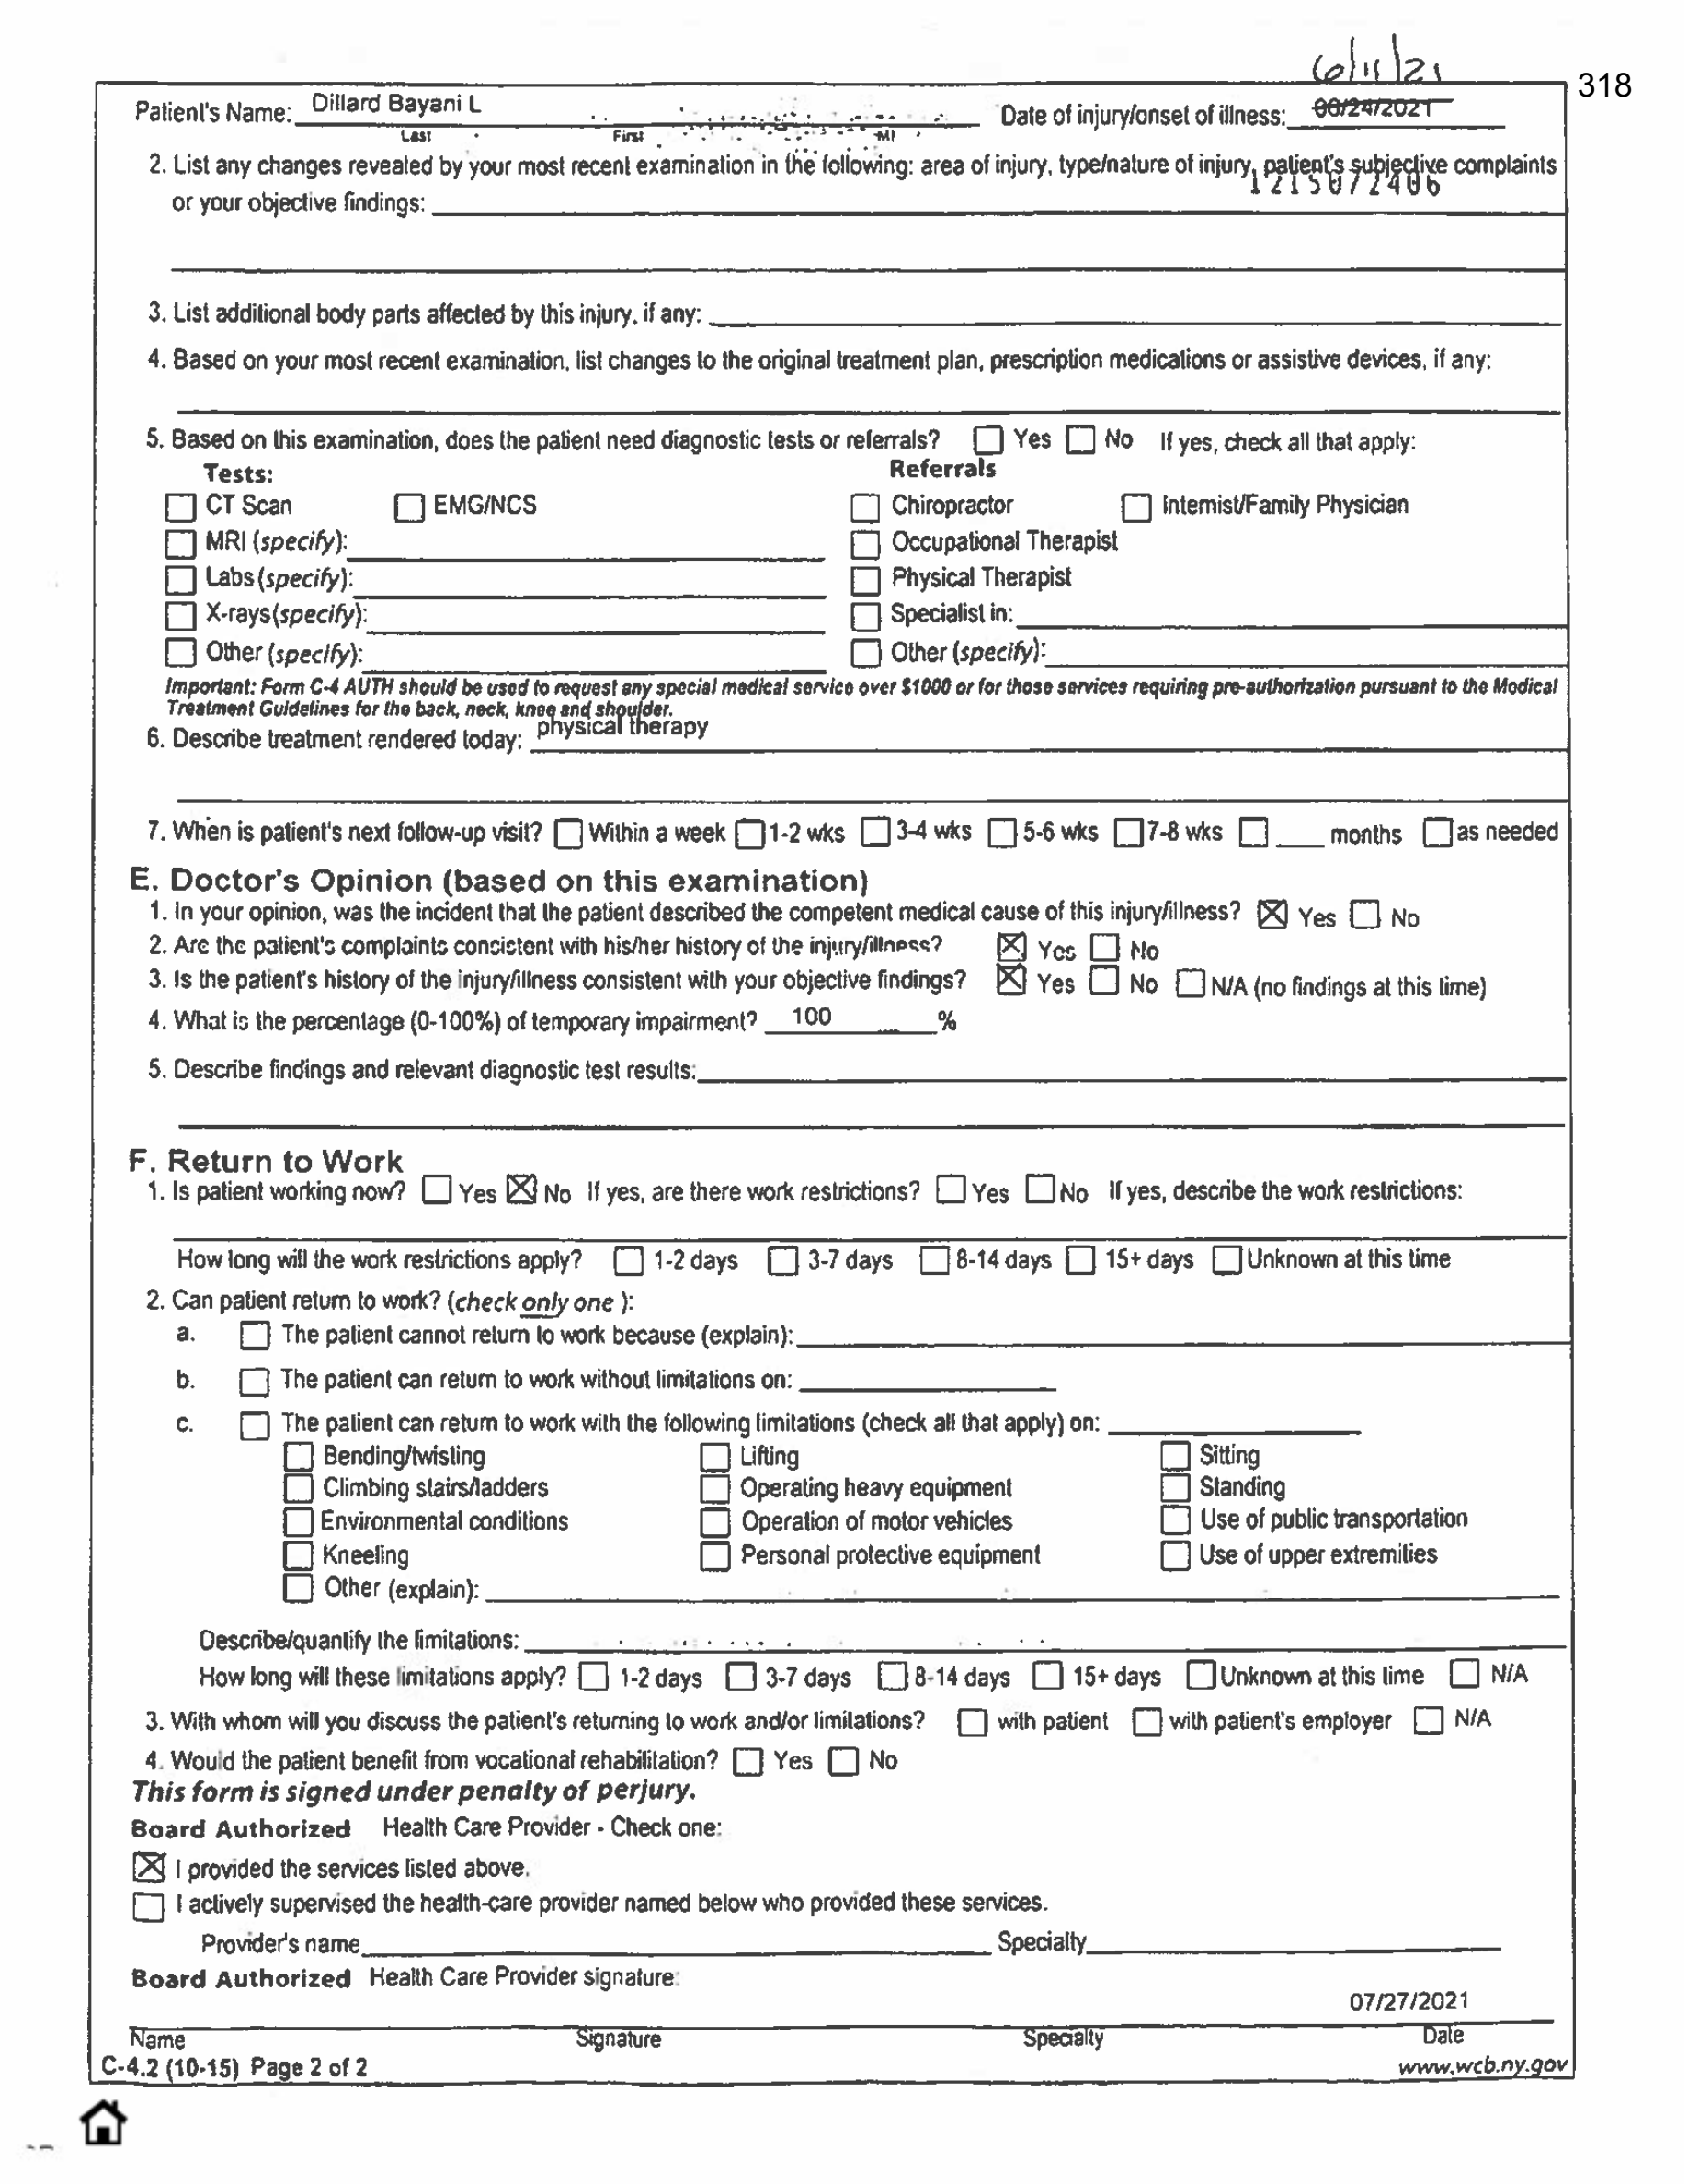 6/11/21
318
Patient's Name: Dillard Bayani L Date of injury/onset of illness: 06/24/2021
Last First MI
2. List any changes revealed by your most recent examination in the following: area of injury, type/nature of injury, patient's subjective complaints
1215072406
or your objective findings:
3. List additional body parts affected by this injury, if any:
4. Based on your most recent examination, list changes to the original treatment plan, prescription medications or assistive devices, if any:
5. Based on this examination, does the patient need diagnostic tests or referrals? ☐ Yes ☐ No If yes, check all that apply:
Tests: Referrals
☐ CT Scan ☐ EMG/NCS ☐ Chiropractor ☐ Internist/Family Physician
☐ MRI (specify): ☐ Occupational Therapist
☐ Labs (specify): ☐ Physical Therapist
☐ X-rays (specify): ☐ Specialist in:
☐ Other (specify): ☐ Other (specify):
Important: Form C-4 AUTH should be used to request any special medical service over $1000 or for those services requiring pre-authorization pursuant to the Medical
Treatment Guidelines for the back, neck, knee and shoulder.
6. Describe treatment rendered today: physical therapy
7. When is patient's next follow-up visit? ☐ Within a week ☐ 1-2 wks ☐ 3-4 wks ☐ 5-6 wks ☐ 7-8 wks ☐ ___ months ☐ as needed
E. Doctor's Opinion (based on this examination)
1. In your opinion, was the incident that the patient described the competent medical cause of this injury/illness? ☒ Yes ☐ No
2. Are the patient's complaints consistent with his/her history of the injury/illness? ☒ Yes ☐ No
3. Is the patient's history of the injury/illness consistent with your objective findings? ☒ Yes ☐ No ☐ N/A (no findings at this time)
4. What is the percentage (0-100%) of temporary impairment? 100 %
5. Describe findings and relevant diagnostic test results:
F. Return to Work
1. Is patient working now? ☐ Yes ☒ No If yes, are there work restrictions? ☐ Yes ☐ No If yes, describe the work restrictions:
How long will the work restrictions apply? ☐ 1-2 days ☐ 3-7 days ☐ 8-14 days ☐ 15+ days ☐ Unknown at this time
2. Can patient return to work? (check only one ):
a. ☐ The patient cannot return to work because (explain):
b. ☐ The patient can return to work without limitations on:
c. ☐ The patient can return to work with the following limitations (check all that apply) on:
☐ Bending/twisting ☐ Lifting ☐ Sitting
☐ Climbing stairs/ladders ☐ Operating heavy equipment ☐ Standing
☐ Environmental conditions ☐ Operation of motor vehicles ☐ Use of public transportation
☐ Kneeling ☐ Personal protective equipment ☐ Use of upper extremities
☐ Other (explain):
Describe/quantify the limitations:
How long will these limitations apply? ☐ 1-2 days ☐ 3-7 days ☐ 8-14 days ☐ 15+ days ☐ Unknown at this time ☐ N/A
3. With whom will you discuss the patient's returning to work and/or limitations? ☐ with patient ☐ with patient's employer ☐ N/A
4. Would the patient benefit from vocational rehabilitation? ☐ Yes ☐ No
This form is signed under penalty of perjury.
Board Authorized Health Care Provider - Check one:
☒ I provided the services listed above.
☐ I actively supervised the health-care provider named below who provided these services.
Provider's name Specialty
Board Authorized Health Care Provider signature:
07/27/2021
Name Signature Specialty Date
C-4.2 (10-15) Page 2 of 2 www.wcb.ny.gov